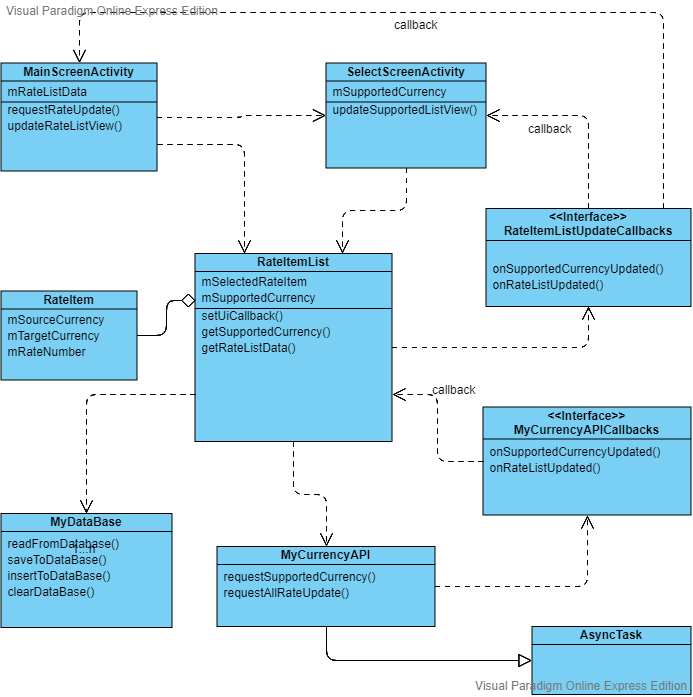 Visual Paradigm Online Express Edition
callback
MainScreenActivity
mRateListData
requestRateUpdate()
updateRateListView()
SelectScreenActivity
mSupportedCurrency
updateSupportedListView()
callback
<<Interface>>
RateItemListUpdateCallbacks
onSupportedCurrencyUpdated()
onRateListUpdated()
RateItemList
mSelectedRateItem
mSupportedCurrency
setUiCallback()
getSupportedCurrency()
getRateListData()
RateItem
mSourceCurrency
mTargetCurrency
mRateNumber
callback
<<Interface>>
MyCurrencyAPICallbacks
onSupportedCurrencyUpdated()
onRateListUpdated()
MyDataBase
readFromDatabase()
1...n
saveToDataBase()
insertToDataBase()
clearDataBase()
MyCurrencyAPI
requestSupportedCurrency()
requestAllRateUpdate()
AsyncTask
Visual Paradigm Online Express Edition